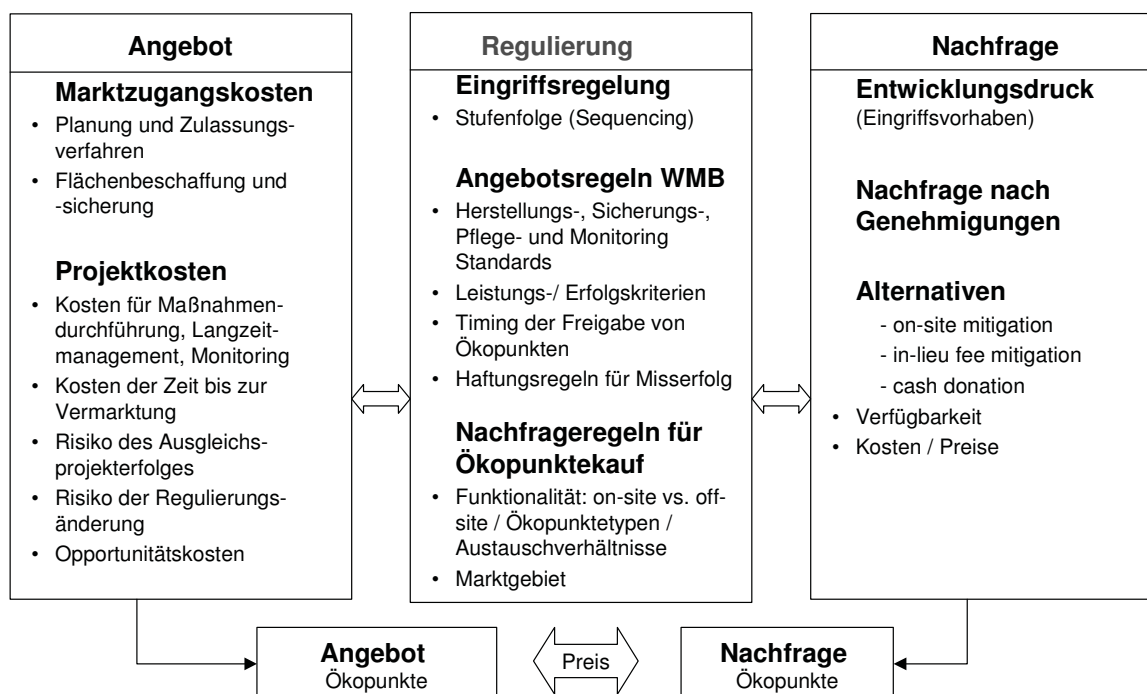 Angebot
Marktzugangskosten
• Planung und Zulassungs-
verfahren
• Flächenbeschaffung und
-sicherung
Projektkosten
• Kosten für Maßnahmen-
durchführung, Langzeit-
management, Monitoring
• Kosten der Zeit bis zur
Vermarktung
• Risiko des Ausgleichs-
projekterfolges
• Risiko der Regulierungs-
änderung
• Opportunitätskosten
Regulierung
Eingriffsregelung
• Stufenfolge (Sequencing)
Angebotsregeln WMB
• Herstellungs-, Sicherungs-,
Pflege- und Monitoring
Standards
• Leistungs-/ Erfolgskriterien
• Timing der Freigabe von
Ökopunkten
• Haftungsregeln für Misserfolg
Nachfrageregeln für
Ökopunktekauf
• Funktionalität: on-site vs. off-
site / Ökopunktetypen /
Austauschverhältnisse
• Marktgebiet
Nachfrage
Entwicklungsdruck
(Eingriffsvorhaben)
Nachfrage nach
Genehmigungen
Alternativen
- on-site mitigation
- in-lieu fee mitigation
- cash donation
• Verfügbarkeit
• Kosten / Preise
Angebot
Ökopunkte
Preis
Nachfrage
Ökopunkte